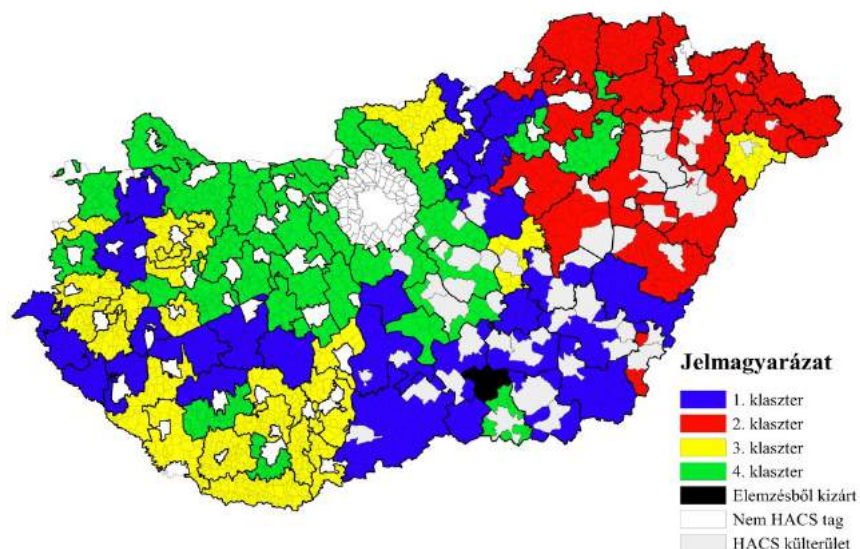 Jelmagyarázat
1. klaszter
2. klaszter
3. klaszter
4. klaszter
Elemzésből kizárt
Nem HACS tag
HACS külterület